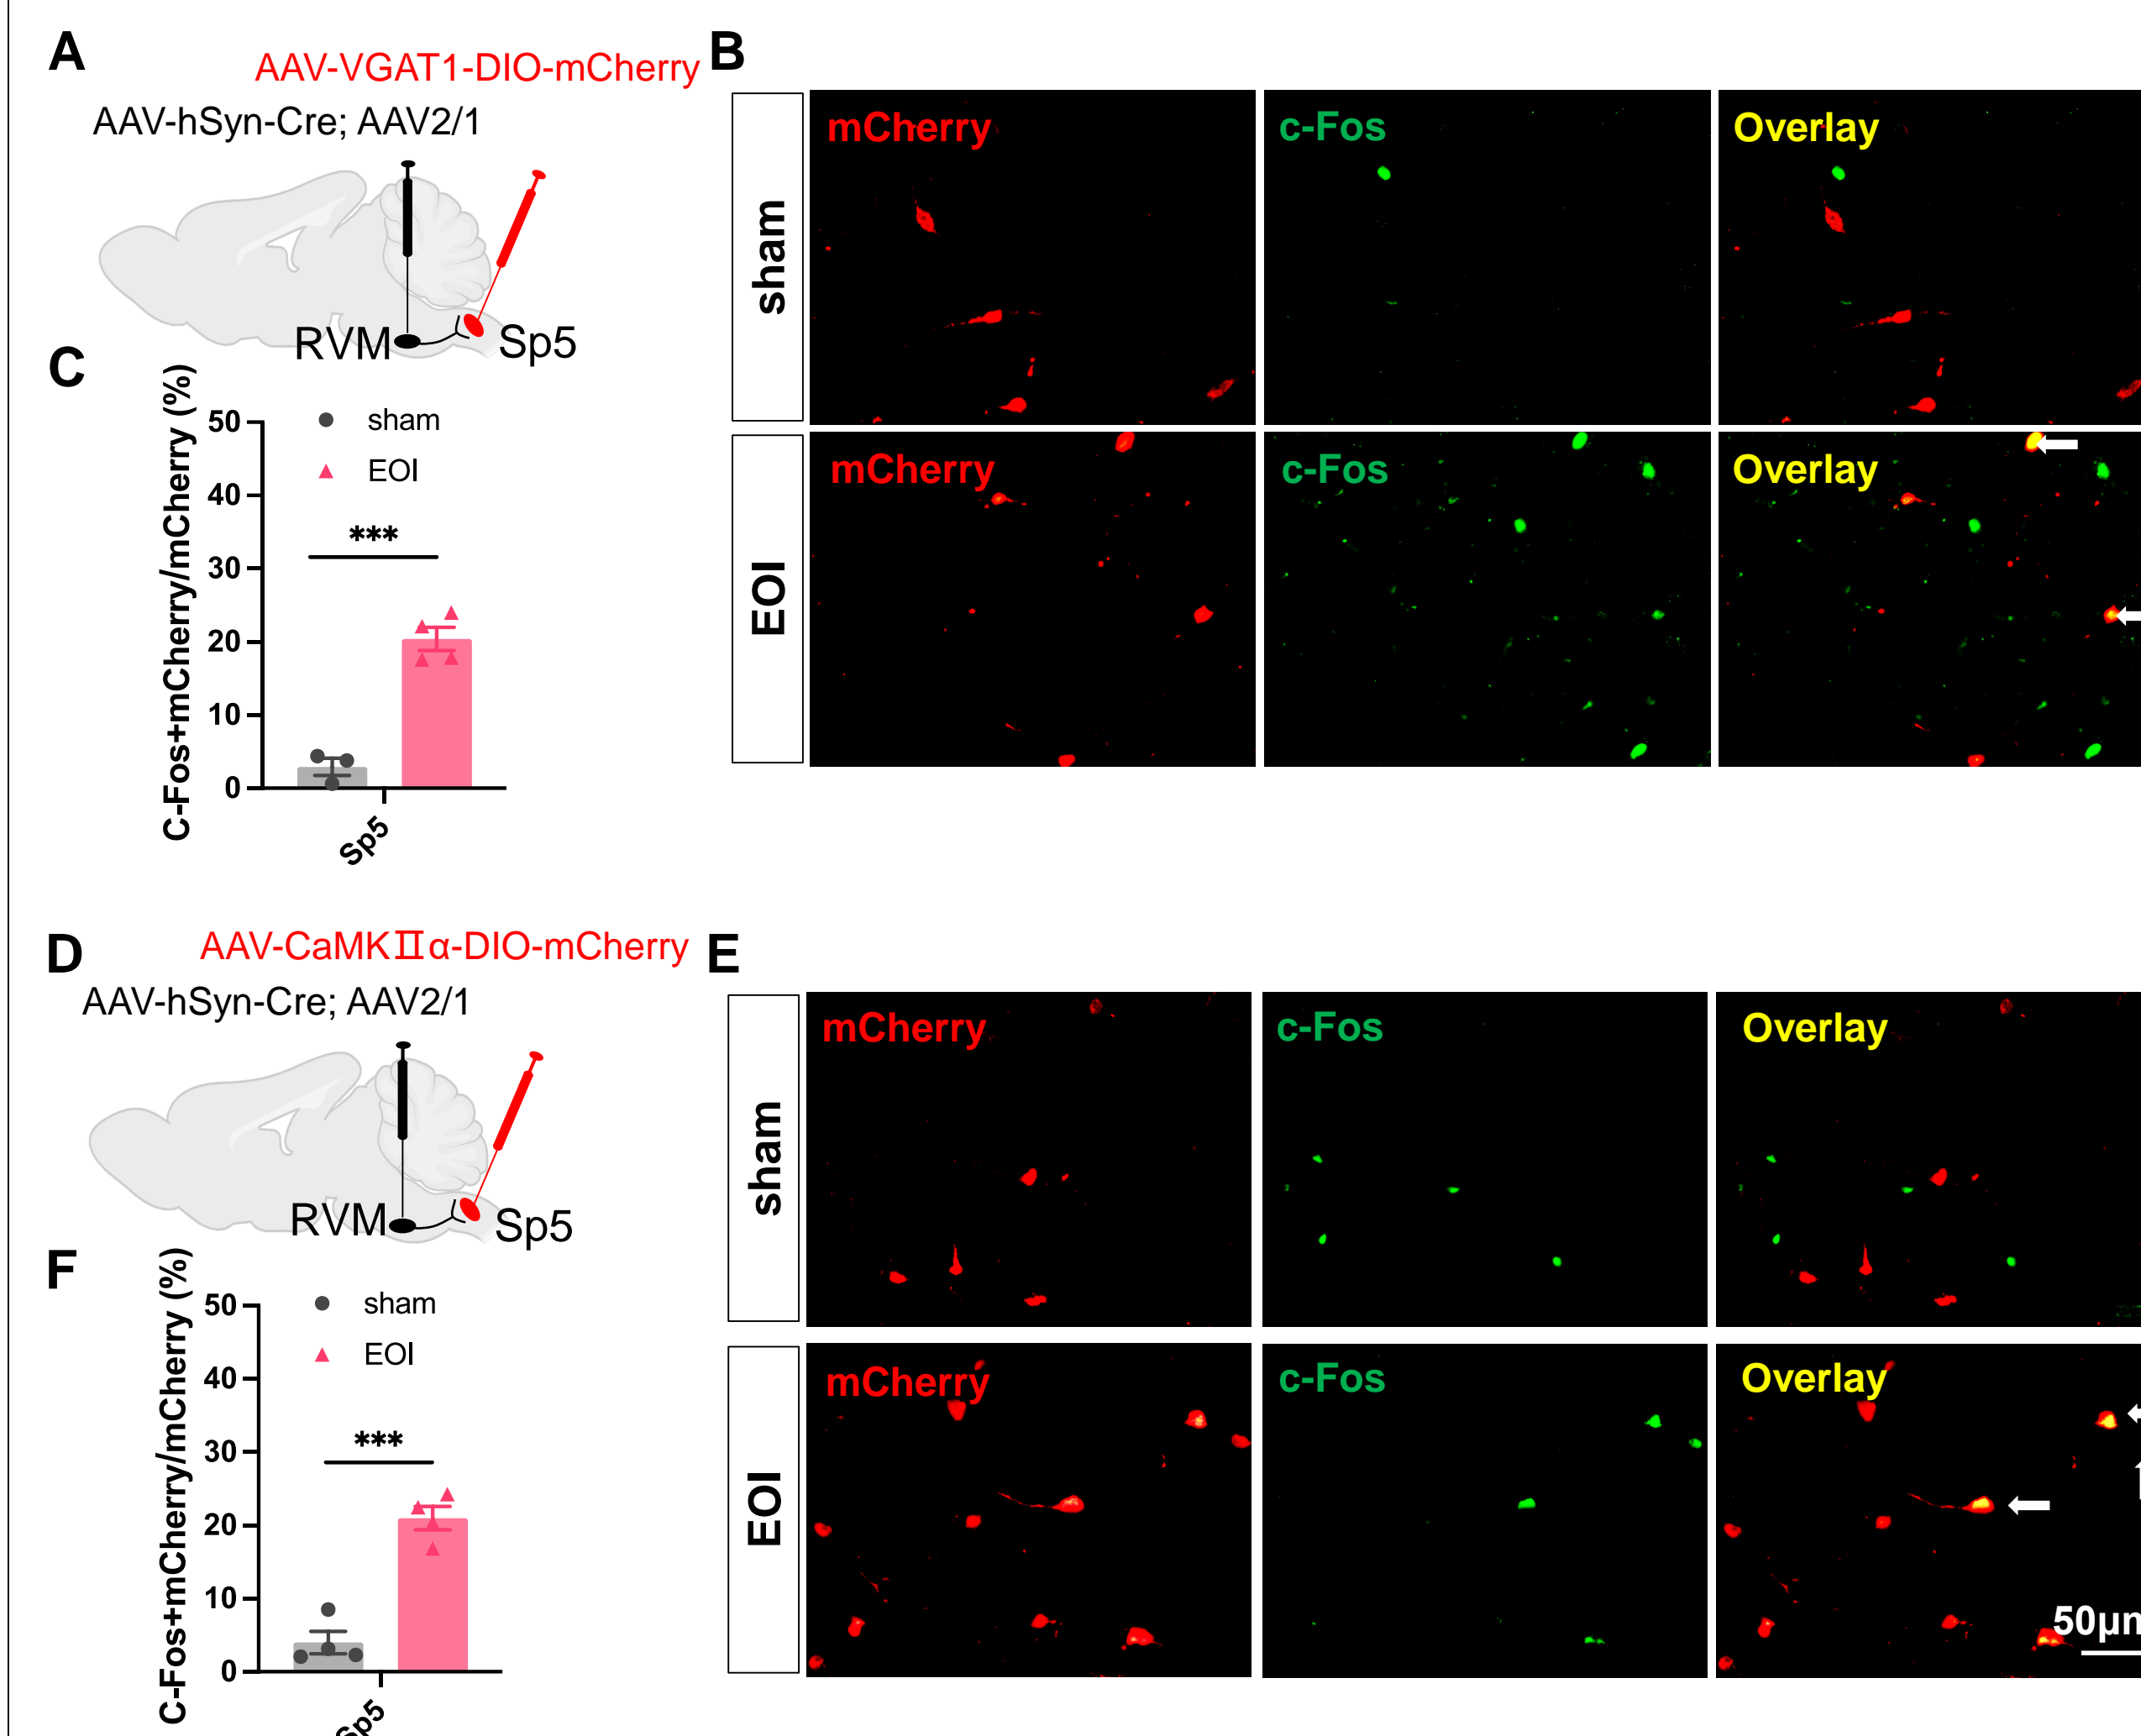 A
AAV-VGAT1-DIO-mCherry
AAV-hSyn-Cre; AAV2/1
RVM
Sp5
B
sham
mCherry
c-Fos
Overlay
EOI
mCherry
c-Fos
Overlay
C
C-Fos+mCherry/mCherry (%)
50
40
30
20
10
0
sham
EOI
***
Sp5
D
AAV-CaMKⅡα-DIO-mCherry
AAV-hSyn-Cre; AAV2/1
RVM
Sp5
E
sham
mCherry
c-Fos
Overlay
EOI
mCherry
c-Fos
Overlay
50μm
F
C-Fos+mCherry/mCherry (%)
50
40
30
20
10
0
sham
EOI
***
Sp5